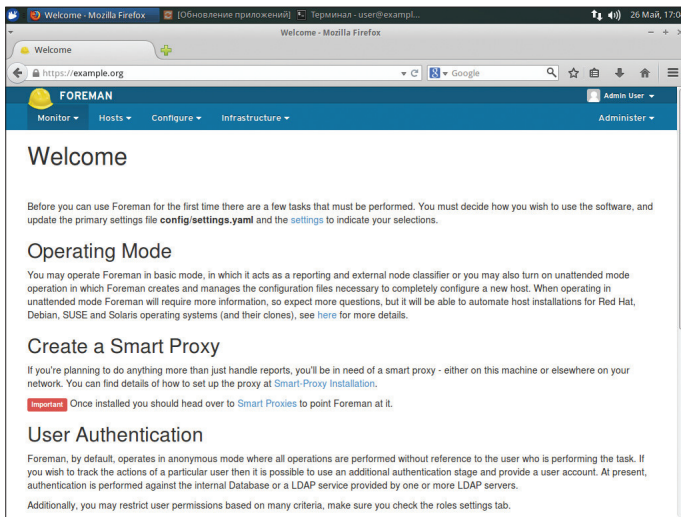 Welcome - Mozilla Firefox [Обновление приложений] Терминал - user@exampl... 26 Май, 17:0
Welcome - Mozilla Firefox
Welcome
https://example.org Google
FOREMAN Admin User
Monitor Hosts Configure Infrastructure Administer
Welcome
Before you can use Foreman for the first time there are a few tasks that must be performed. You must decide how you wish to use the software, and
update the primary settings file config/settings.yaml and the settings to indicate your selections.
Operating Mode
You may operate Foreman in basic mode, in which it acts as a reporting and external node classifier or you may also turn on unattended mode
operation in which Foreman creates and manages the configuration files necessary to completely configure a new host. When operating in
unattended mode Foreman will require more information, so expect more questions, but it will be able to automate host installations for Red Hat,
Debian, SUSE and Solaris operating systems (and their clones), see here for more details.
Create a Smart Proxy
If you're planning to do anything more than just handle reports, you'll be in need of a smart proxy - either on this machine or elsewhere on your
network. You can find details of how to set up the proxy at Smart-Proxy Installation.
Important Once installed you should head over to Smart Proxies to point Foreman at it.
User Authentication
Foreman, by default, operates in anonymous mode where all operations are performed without reference to the user who is performing the task. If
you wish to track the actions of a particular user then it is possible to use an additional authentication stage and provide a user account. At present,
authentication is performed against the internal Database or a LDAP service provided by one or more LDAP servers.
Additionally, you may restrict user permissions based on many criteria, make sure you check the roles settings tab.